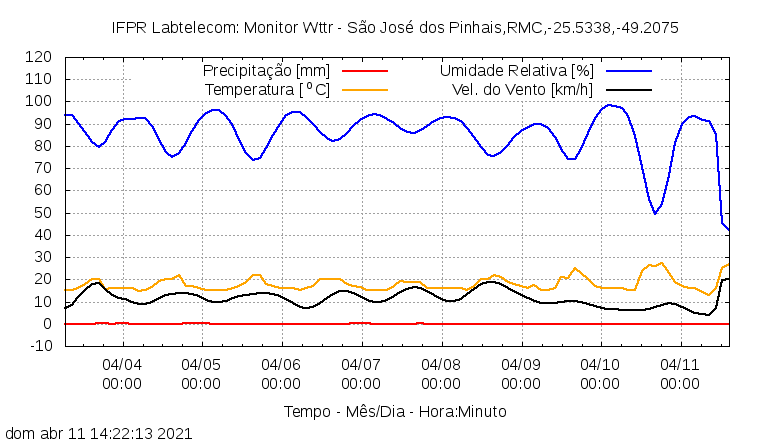 IFPR Labtelecom: Monitor Wttr - São José dos Pinhais,RMC,-25.5338,-49.2075
120
110
100
90
80
70
60
50
40
30
20
10
0
-10
Precipitação [mm]
Temperatura [⁰C]
Umidade Relativa [%]
Vel. do Vento [km/h]
04/04 04/05 04/06 04/07 04/08 04/09 04/10 04/11
00:00 00:00 00:00 00:00 00:00 00:00 00:00 00:00
Tempo - Mês/Dia - Hora:Minuto
dom abr 11 14:22:13 2021